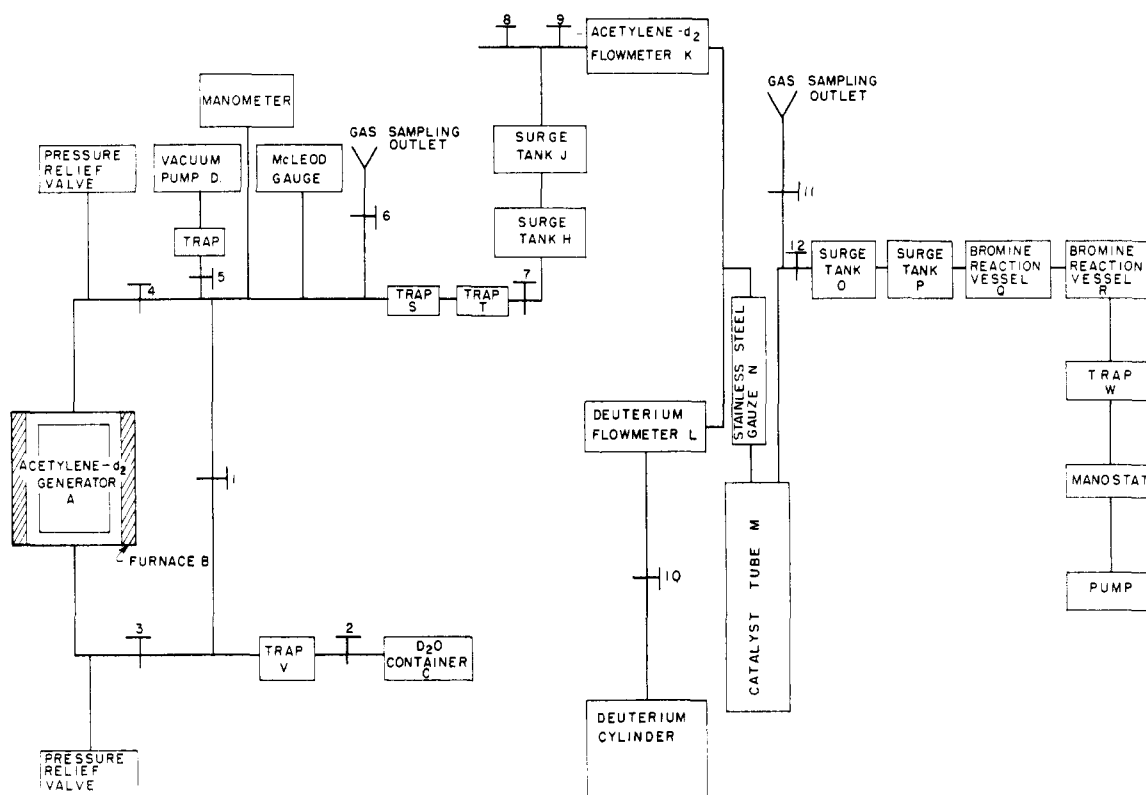 8
9
ACETYLENE-d2
FLOWMETER K
MANOMETER
GAS SAMPLING
OUTLET
GAS SAMPLING
OUTLET
PRESSURE
RELIEF
VALVE
VACUUM
PUMP D.
McLEOD
GAUGE
SURGE
TANK J
6
11
TRAP
SURGE
TANK H
12
SURGE
TANK
O
SURGE
TANK
P
BROMINE
REACTION
VESSEL
Q
BROMINE
REACTION
VESSEL
R
5
4
7
TRAP
S
TRAP
T
STAINLESS STEEL
GAUZE N
TRAP
W
DEUTERIUM
FLOWMETER L
ACETYLENE-d2
GENERATOR
A
1
MANOSTAT
FURNACE B
CATALYST TUBE M
10
PUMP
3
2
TRAP
V
D2O
CONTAINER
C
DEUTERIUM
CYLINDER
PRESSURE
RELIEF
VALVE